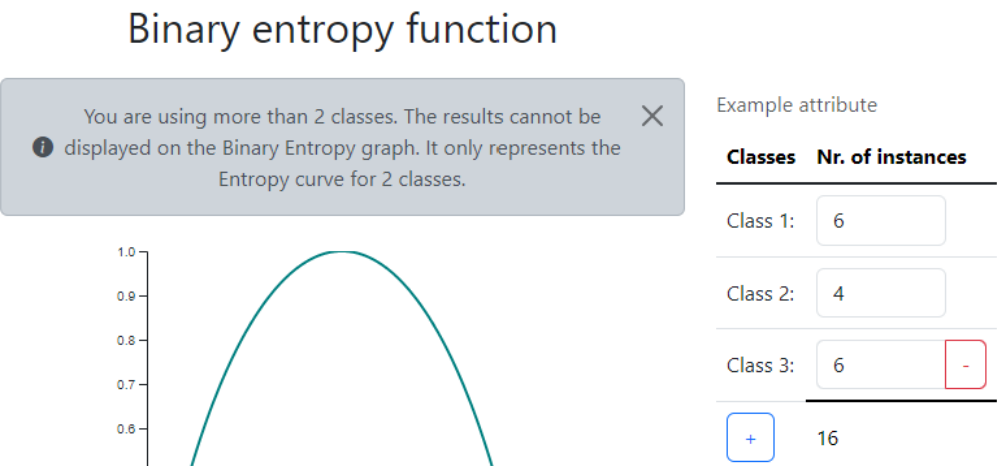 Binary entropy function
You are using more than 2 classes. The results cannot be
displayed on the Binary Entropy graph. It only represents the
Entropy curve for 2 classes.
1.0
0.9
0.8
0.7
0.6
Example attribute
Classes Nr. of instances
Class 1: 6
Class 2: 4
Class 3: 6 -
+ 16